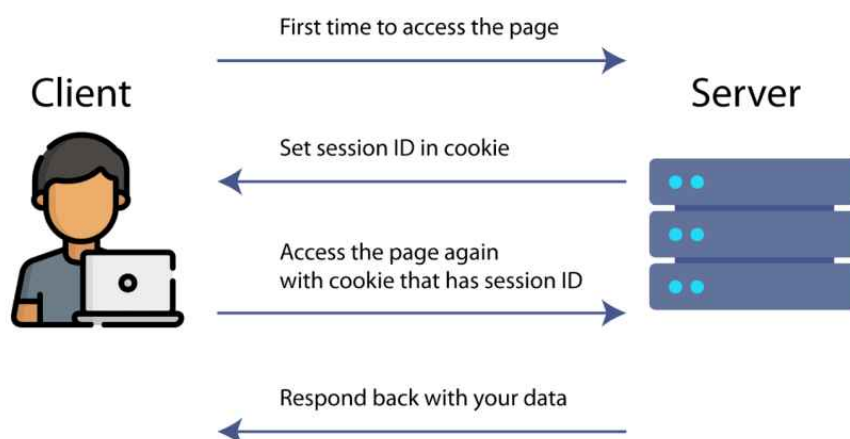 First time to access the page
Client
Server
Set session ID in cookie
Access the page again
with cookie that has session ID
Respond back with your data